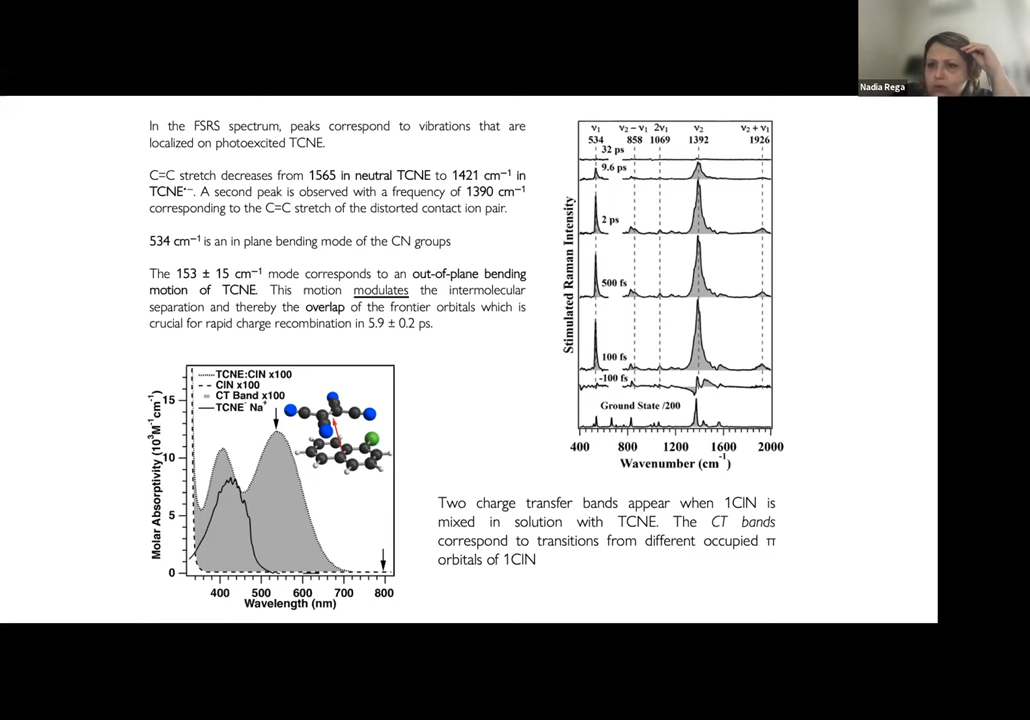 Nadia Rega
In the FSRS spectrum, peaks correspond to vibrations that are
localized on photoexcited TCNE.
C=C stretch decreases from 1565 in neutral TCNE to 1421 cm⁻¹ in
TCNE•⁻. A second peak is observed with a frequency of 1390 cm⁻¹
corresponding to the C=C stretch of the distorted contact ion pair.
534 cm⁻¹ is an in plane bending mode of the CN groups
The 153 ± 15 cm⁻¹ mode corresponds to an out-of-plane bending
motion of TCNE. This motion modulates the intermolecular
separation and thereby the overlap of the frontier orbitals which is
crucial for rapid charge recombination in 5.9 ± 0.2 ps.
ν₁ ν₂ − ν₁ 2ν₁ ν₂ ν₂ + ν₁
534 858 1069 1392 1926
32 ps
9.6 ps
2 ps
500 fs
100 fs
-100 fs
Ground State /200
Stimulated Raman Intensity
400 800 1200 1600 2000
Wavenumber (cm⁻¹)
TCNE:ClN x100
ClN x100
CT Band x100
TCNE⁻ Na⁺
Molar Absorptivity (10³M⁻¹cm⁻¹)
15
10
5
0
400 500 600 700 800
Wavelength (nm)
Two charge transfer bands appear when 1ClN is
mixed in solution with TCNE. The CT bands
correspond to transitions from different occupied π
orbitals of 1ClN